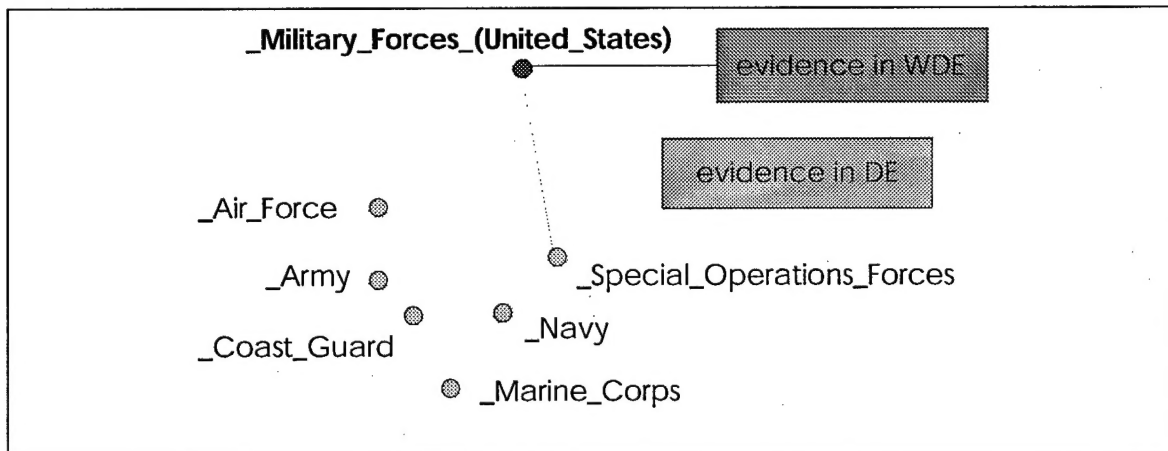 _Military_Forces_(United_States)
evidence in WDE
evidence in DE
_Air_Force
_Special_Operations_Forces
_Army
_Navy
_Coast_Guard
_Marine_Corps